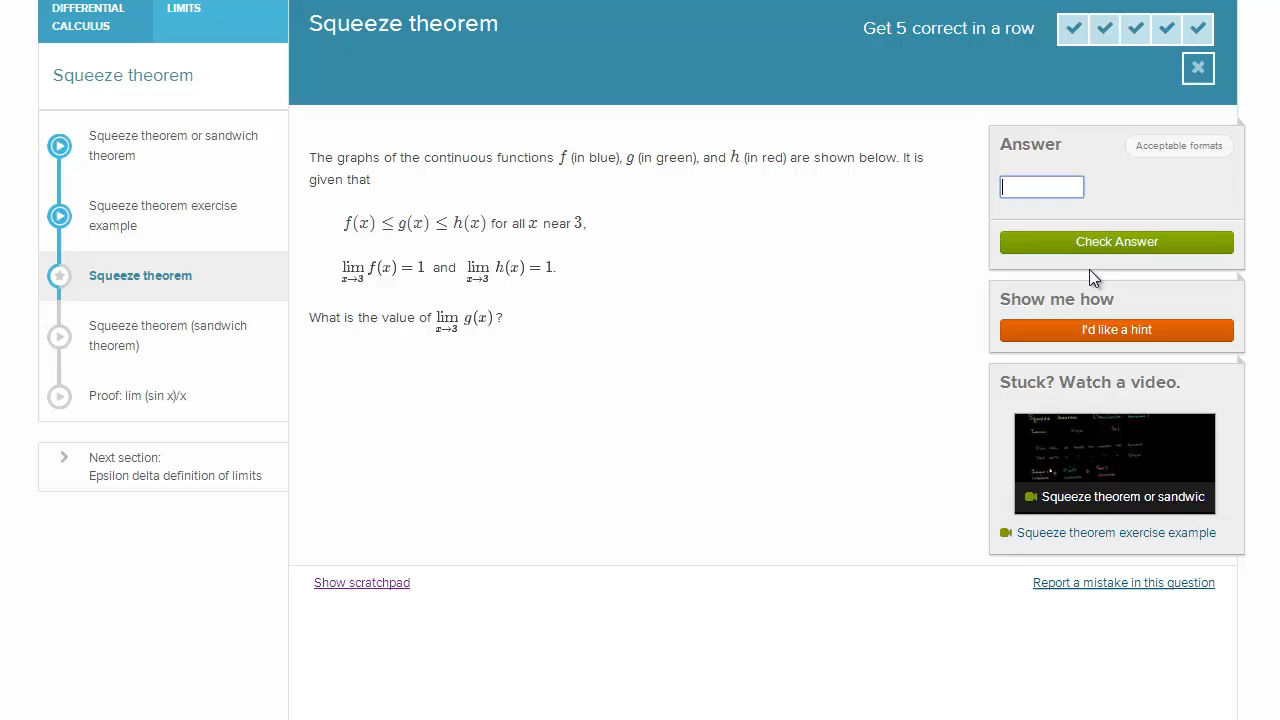 DIFFERENTIAL
CALCULUS
LIMITS
Squeeze theorem
Get 5 correct in a row
Squeeze theorem
Squeeze theorem or sandwich
theorem
Squeeze theorem exercise
example
Squeeze theorem
Squeeze theorem (sandwich
theorem)
Proof: lim (sin x)/x
Next section:
Epsilon delta definition of limits
The graphs of the continuous functions f (in blue), g (in green), and h (in red) are shown below. It is
given that
f(x) ≤ g(x) ≤ h(x) for all x near 3,
lim x→3 f(x) = 1 and lim x→3 h(x) = 1.
What is the value of lim x→3 g(x) ?
Answer
Acceptable formats
Check Answer
Show me how
I'd like a hint
Stuck? Watch a video.
Squeeze theorem or sandwic
Squeeze theorem exercise example
Show scratchpad
Report a mistake in this question